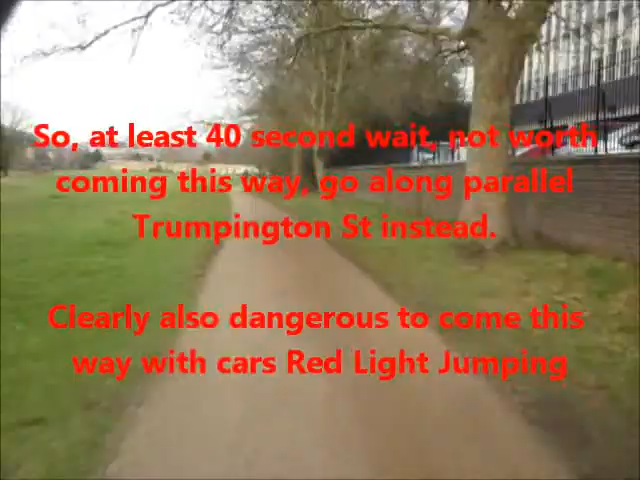 So, at least 40 second wait, not worth
coming this way, go along parallel
Trumpington St instead.
Clearly also dangerous to come this
way with cars Red Light Jumping